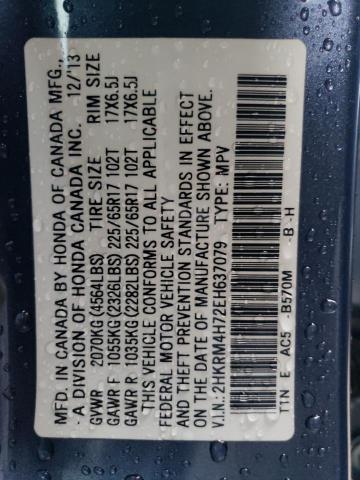 MFD. IN CANADA BY HONDA OF CANADA MFG.,
- A DIVISION OF HONDA CANADA INC. 12/'13
GVWR 2070KG(4564LBS) TIRE SIZE RIM SIZE
GAWR F 1055KG(2326LBS) 225/65R17 102T 17X6.5J
GAWR R 1035KG(2282LBS) 225/65R17 102T 17X6.5J
THIS VEHICLE CONFORMS TO ALL APPLICABLE
FEDERAL MOTOR VEHICLE SAFETY
AND THEFT PREVENTION STANDARDS IN EFFECT
ON THE DATE OF MANUFACTURE SHOWN ABOVE.
V.I.N.:2HKRM4H72EH637079 TYPE: MPV
TTN E AC5 -B570M -B -H